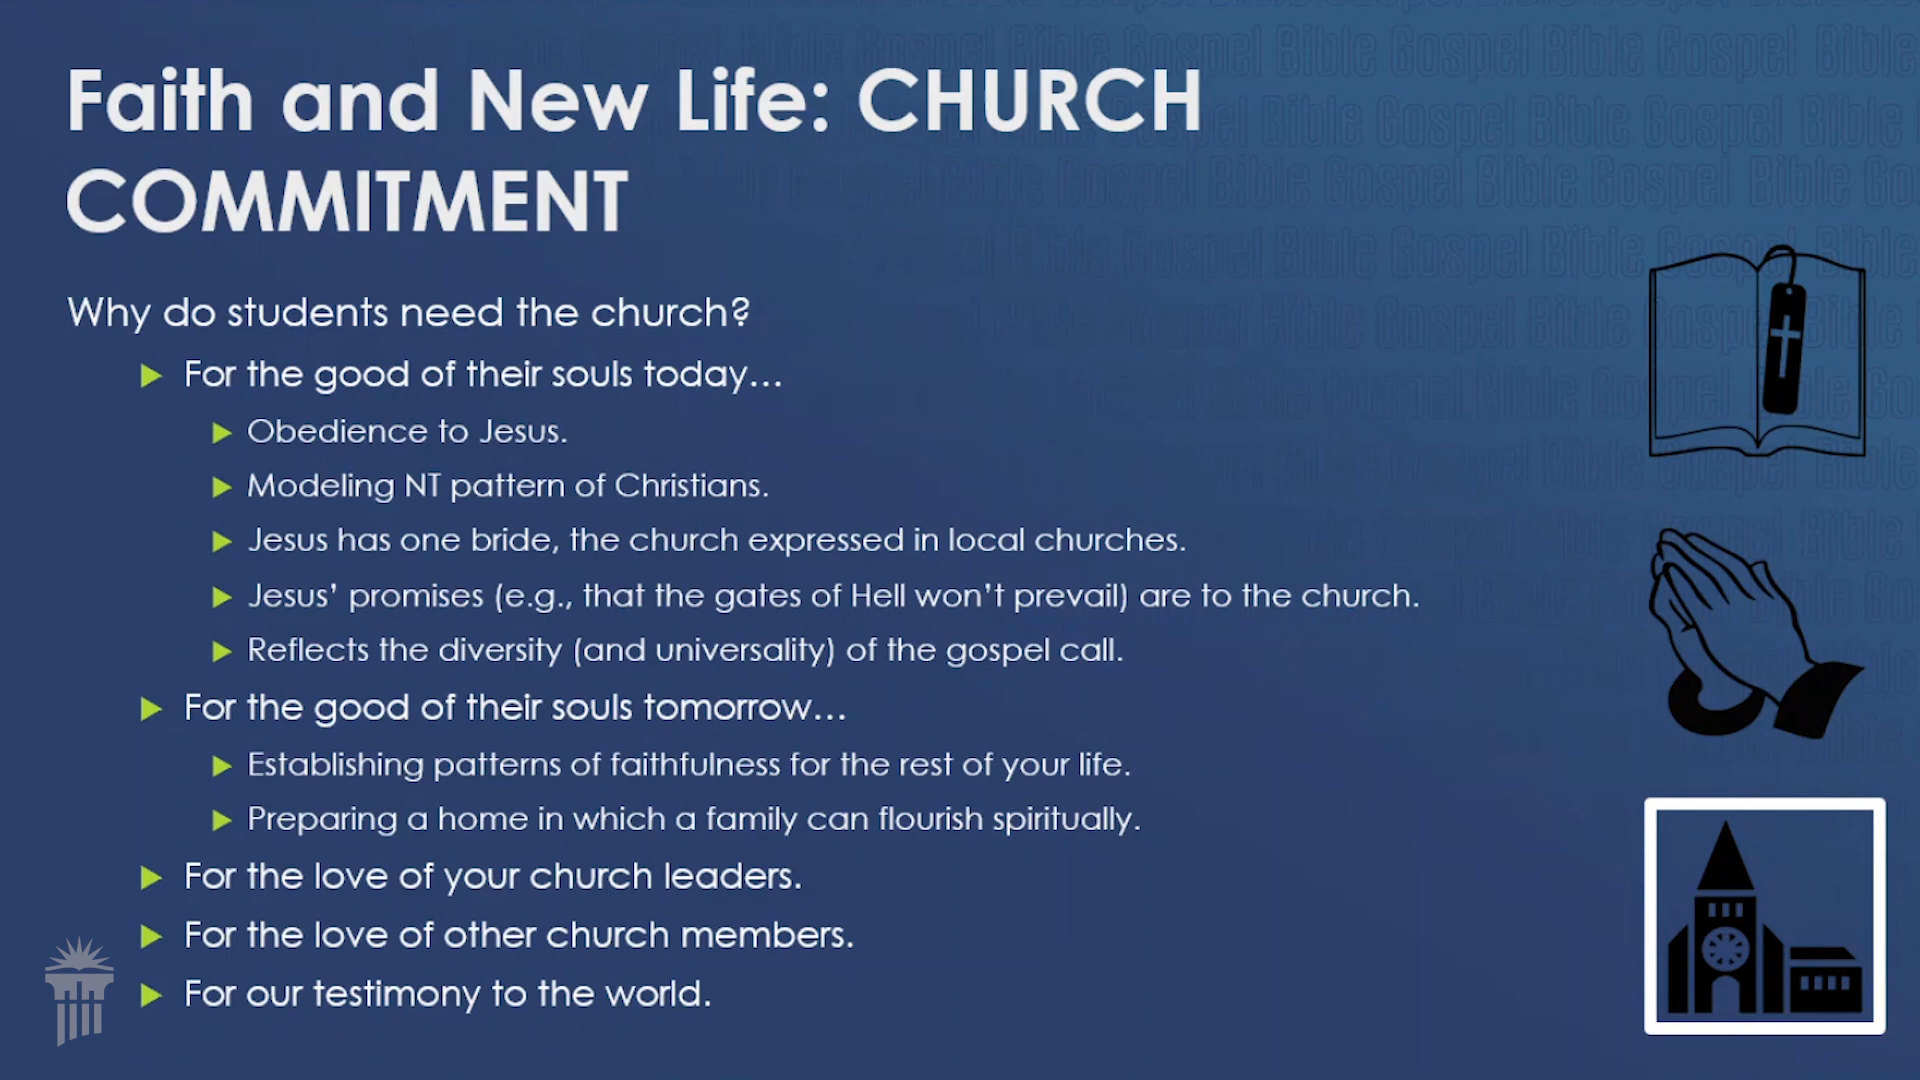 Faith and New Life: CHURCH
COMMITMENT
Why do students need the church?
For the good of their souls today...
Obedience to Jesus.
Modeling NT pattern of Christians.
Jesus has one bride, the church expressed in local churches.
Jesus’ promises (e.g., that the gates of Hell won’t prevail) are to the church.
Reflects the diversity (and universality) of the gospel call.
For the good of their souls tomorrow...
Establishing patterns of faithfulness for the rest of your life.
Preparing a home in which a family can flourish spiritually.
For the love of your church leaders.
For the love of other church members.
For our testimony to the world.